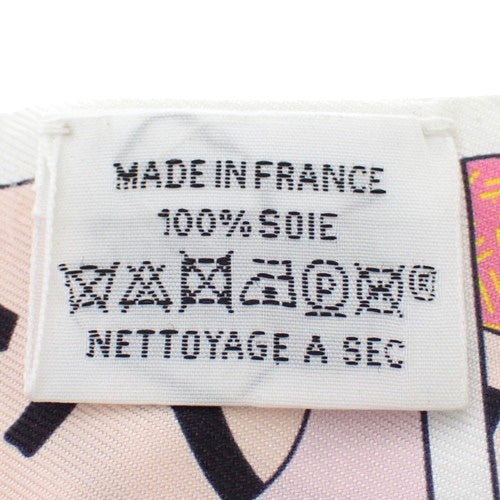 MADE IN FRANCE
100% SOIE
P ®
NETTOYAGE A SEC